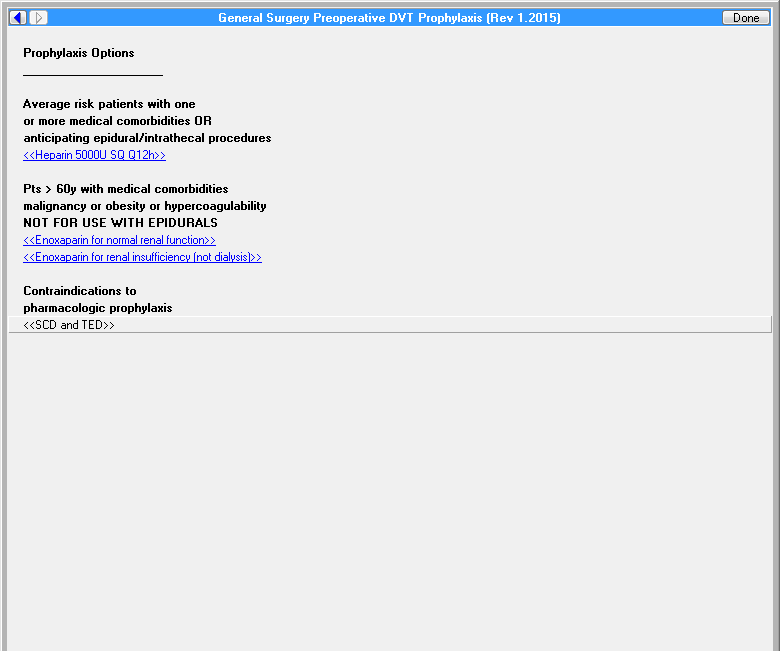 General Surgery Preoperative DVT Prophylaxis (Rev 1.2015)
Done
Prophylaxis Options
Average risk patients with one
or more medical comorbidities OR
anticipating epidural/intrathecal procedures
<<Heparin 5000U SQ Q12h>>
Pts > 60y with medical comorbidities
malignancy or obesity or hypercoagulability
NOT FOR USE WITH EPIDURALS
<<Enoxaparin for normal renal function>>
<<Enoxaparin for renal insufficiency (not dialysis)>>
Contraindications to
pharmacologic prophylaxis
<<SCD and TED>>